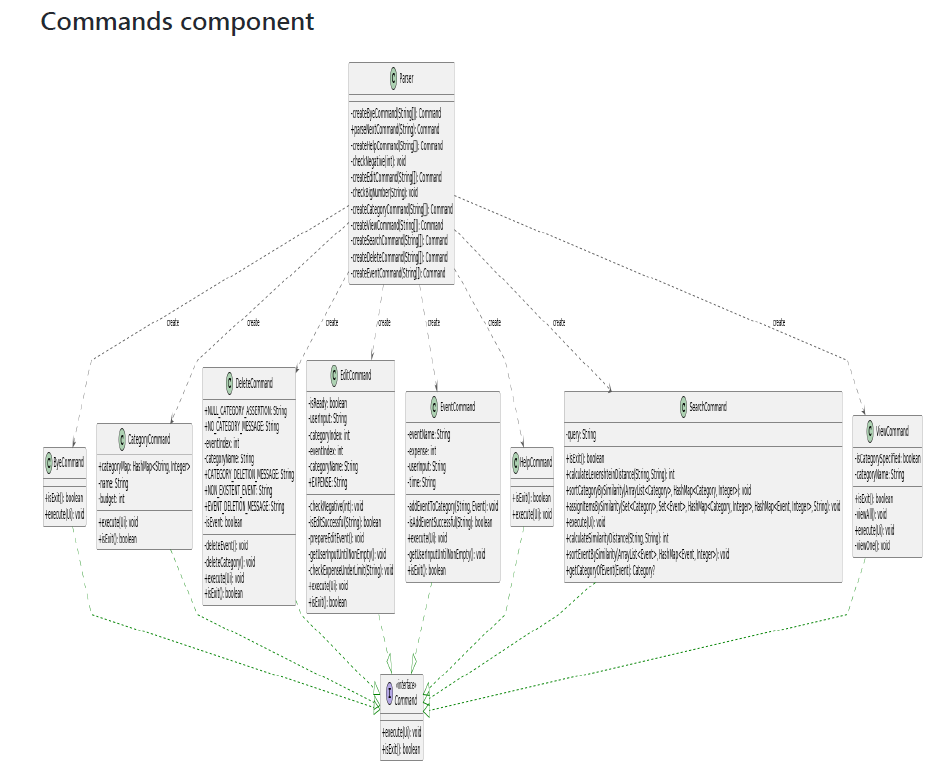 Commands component
C Parser
-createByeCommand(String[]): Command
+parseNextCommand(String): Command
-createHelpCommand(String[]): Command
-checkNegative(int): void
-createEditCommand(String[]): Command
-checkBigNumber(String): void
-createCategoryCommand(String[]): Command
-createViewCommand(String[]): Command
-createSearchCommand(String[]): Command
-createDeleteCommand(String[]): Command
-createEventCommand(String[]): Command
create
create
create
create
create
create
create
create
C ByeCommand
+isExit(): boolean
+execute(Ui): void
C CategoryCommand
+categoryMap: HashMap<String, Integer>
-name: String
-budget: int
+execute(Ui): void
+isExit(): boolean
C DeleteCommand
+NULL_CATEGORY_ASSERTION: String
+NO_CATEGORY_MESSAGE: String
-eventIndex: int
-categoryName: String
+CATEGORY_DELETION_MESSAGE: String
+NON_EXISTENT_EVENT: String
+EVENT_DELETION_MESSAGE: String
-isEvent: boolean
-deleteEvent(): void
-deleteCategory(): void
+execute(Ui): void
+isExit(): boolean
C EditCommand
-isReady: boolean
-userInput: String
-categoryIndex: int
-eventIndex: int
-categoryName: String
+EXPENSE: String
-checkNegative(int): void
-isEditSuccessful(String): boolean
-prepareEditEvent(): void
-getUserInputUntilNonEmpty(): void
-checkExpenseUnderLimit(String): void
+execute(Ui): void
+isExit(): boolean
C EventCommand
-eventName: String
-expense: int
-userInput: String
-time: String
-addEventToCategory(String, Event): void
-isAddEventSuccessful(String): boolean
+execute(Ui): void
-getUserInputUntilNonEmpty(): void
+isExit(): boolean
C HelpCommand
+isExit(): boolean
+execute(Ui): void
C SearchCommand
-query: String
+isExit(): boolean
+calculateLevenshteinDistance(String, String): int
+sortCategoryBySimilarity(ArrayList<Category>, HashMap<Category, Integer>): void
+assignItemsBySimilarity(Set<Category>, Set<Event>, HashMap<Category, Integer>, HashMap<Event, Integer>, String): void
+execute(Ui): void
+calculateSimilarityDistance(String, String): int
+sortEventBySimilarity(ArrayList<Event>, HashMap<Event, Integer>): void
+getCategoryOfEvent(Event): Category?
C ViewCommand
-isCategorySpecified: boolean
-categoryName: String
+isExit(): boolean
-viewAll(): void
+execute(Ui): void
-viewOne(): void
I «interface»
Command
+execute(Ui): void
+isExit(): boolean